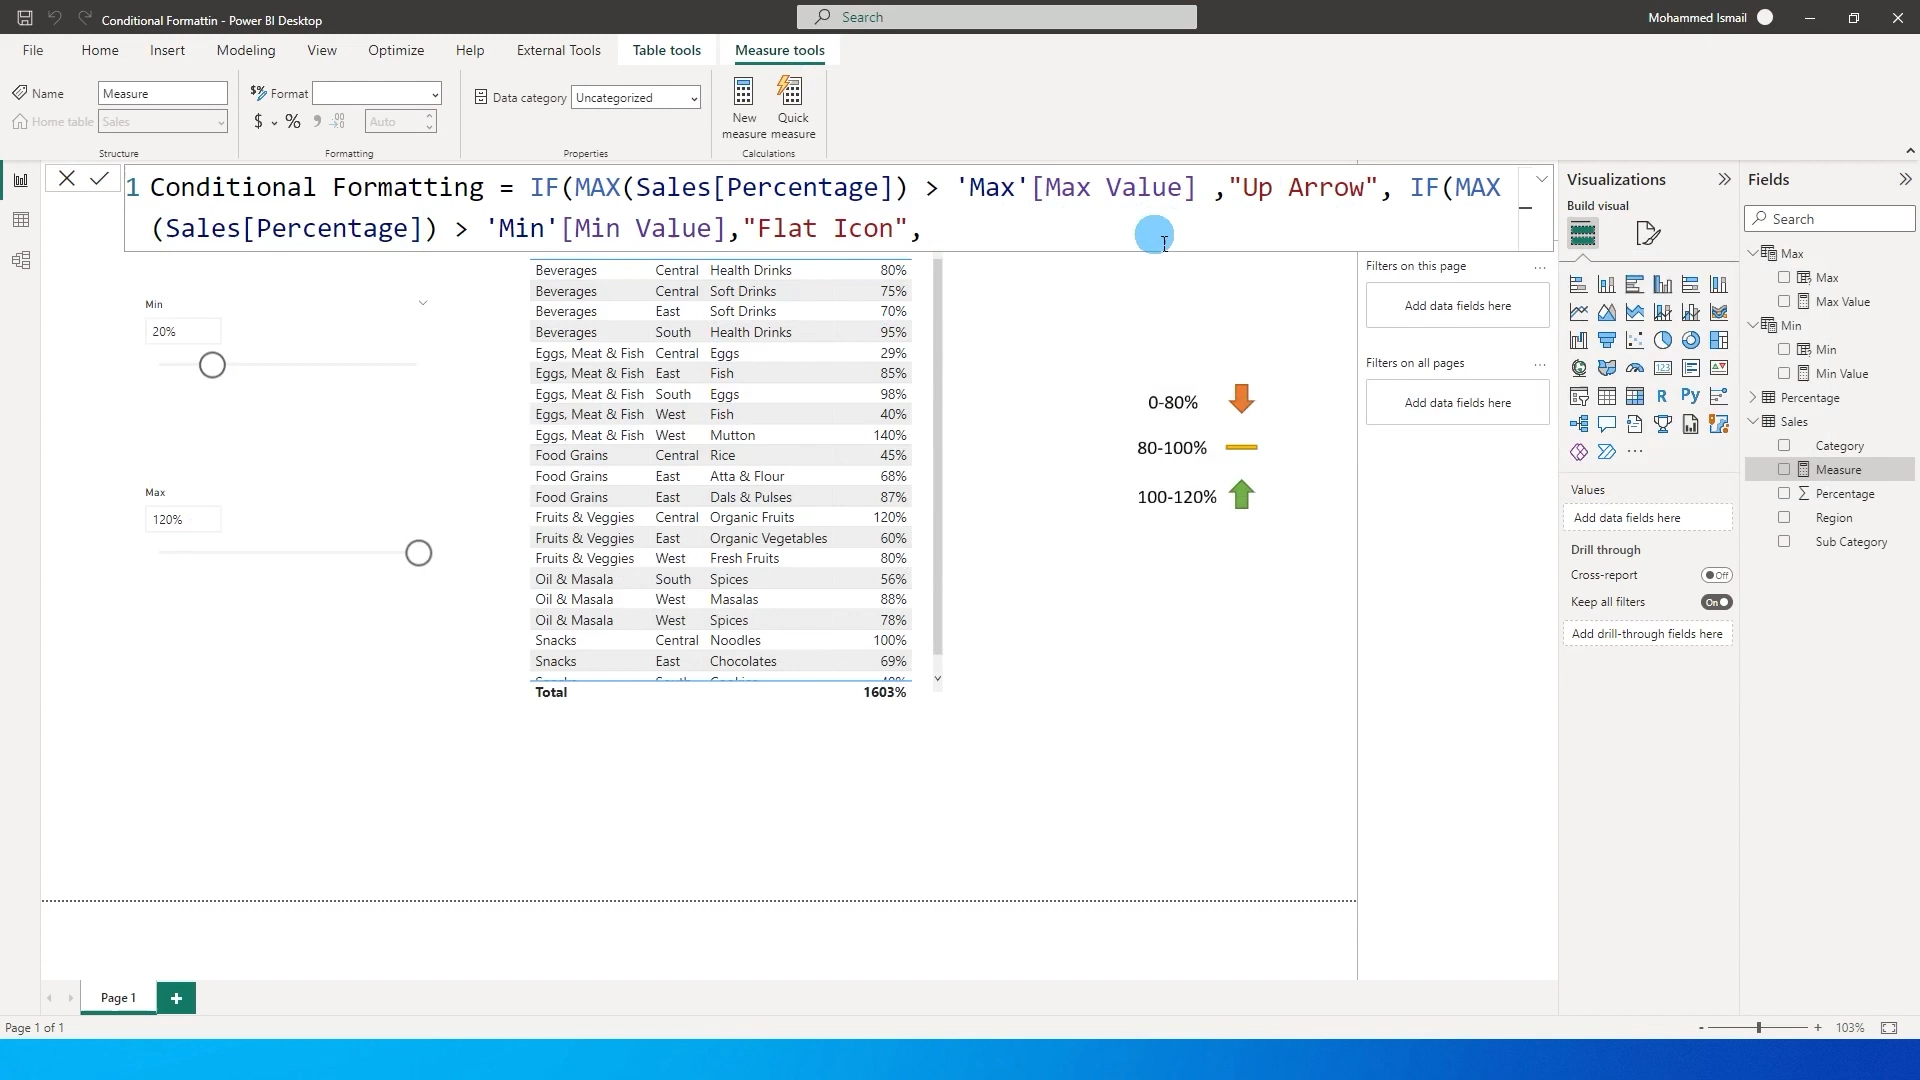 Conditional Formattin - Power BI Desktop
Search
Mohammed Ismail
File Home Insert Modeling View Optimize Help External Tools Table tools Measure tools
Name Measure
Home table Sales
Structure
Format
$ % Auto
Formatting
Data category Uncategorized
Properties
New measure
Quick measure
Calculations
1 Conditional Formatting = IF(MAX(Sales[Percentage]) > 'Max'[Max Value] ,"Up Arrow", IF(MAX
(Sales[Percentage]) > 'Min'[Min Value],"Flat Icon",
Min
20%
Max
120%
Beverages Central Health Drinks 80%
Beverages Central Soft Drinks 75%
Beverages East Soft Drinks 70%
Beverages South Health Drinks 95%
Eggs, Meat & Fish Central Eggs 29%
Eggs, Meat & Fish East Fish 85%
Eggs, Meat & Fish South Eggs 98%
Eggs, Meat & Fish West Fish 40%
Eggs, Meat & Fish West Mutton 140%
Food Grains Central Rice 45%
Food Grains East Atta & Flour 68%
Food Grains East Dals & Pulses 87%
Fruits & Veggies Central Organic Fruits 120%
Fruits & Veggies East Organic Vegetables 60%
Fruits & Veggies West Fresh Fruits 80%
Oil & Masala South Spices 56%
Oil & Masala West Masalas 88%
Oil & Masala West Spices 78%
Snacks Central Noodles 100%
Snacks East Chocolates 69%
Total 1603%
0-80%
80-100%
100-120%
Filters on this page ...
Add data fields here
Filters on all pages ...
Add data fields here
Visualizations
Build visual
123
R Py
...
Values
Add data fields here
Drill through
Cross-report Off
Keep all filters On
Add drill-through fields here
Fields
Search
Max
Max
Max Value
Min
Min
Min Value
Percentage
Sales
Category
Measure
Percentage
Region
Sub Category
Page 1
Page 1 of 1
- + 103%